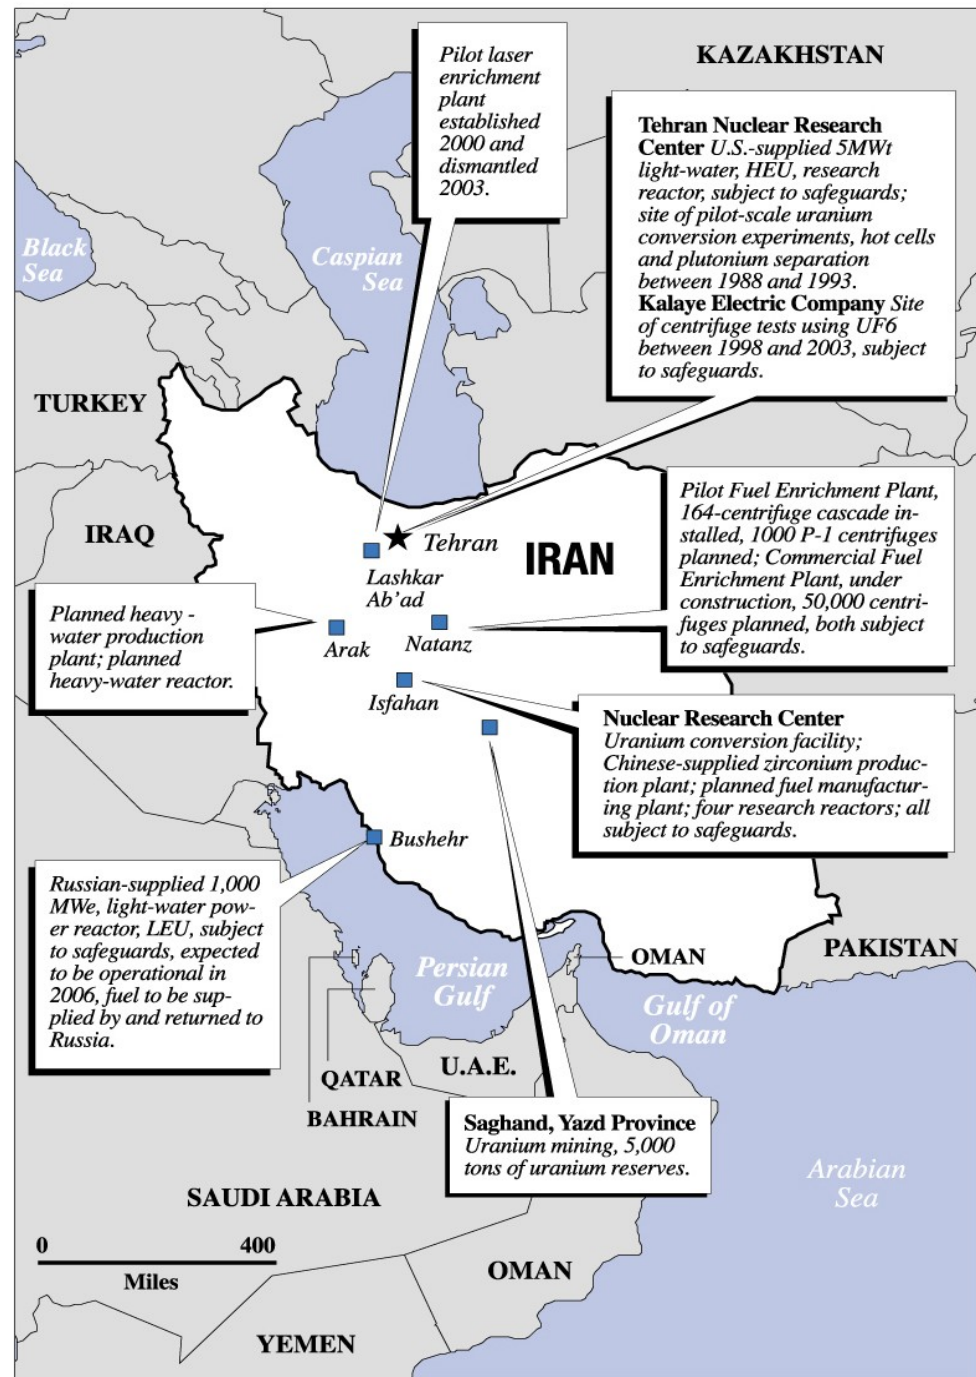 Pilot laser
enrichment
plant
established
2000 and
dismantled
2003.
KAZAKHSTAN
Tehran Nuclear Research
Center U.S.-supplied 5MWt
light-water, HEU, research
reactor, subject to safeguards;
site of pilot-scale uranium
conversion experiments, hot cells
and plutonium separation
between 1988 and 1993.
Kalaye Electric Company Site
of centrifuge tests using UF6
between 1998 and 2003, subject
to safeguards.
Black
Sea
Caspian
Sea
TURKEY
IRAQ
Tehran
IRAN
Lashkar
Ab’ad
Pilot Fuel Enrichment Plant,
164-centrifuge cascade in-
stalled, 1000 P-1 centrifuges
planned; Commercial Fuel
Enrichment Plant, under
construction, 50,000 centri-
fuges planned, both subject
to safeguards.
Planned heavy -
water production
plant; planned
heavy-water reactor.
Arak
Natanz
Isfahan
Nuclear Research Center
Uranium conversion facility;
Chinese-supplied zirconium produc-
tion plant; planned fuel manufactur-
ing plant; four research reactors; all
subject to safeguards.
Bushehr
Russian-supplied 1,000
MWe, light-water pow-
er reactor, LEU, subject
to safeguards, expected
to be operational in
2006, fuel to be sup-
plied by and returned to
Russia.
Persian
Gulf
OMAN
PAKISTAN
Gulf of
Oman
U.A.E.
QATAR
BAHRAIN
Saghand, Yazd Province
Uranium mining, 5,000
tons of uranium reserves.
Arabian
Sea
SAUDI ARABIA
0 400
Miles
OMAN
YEMEN